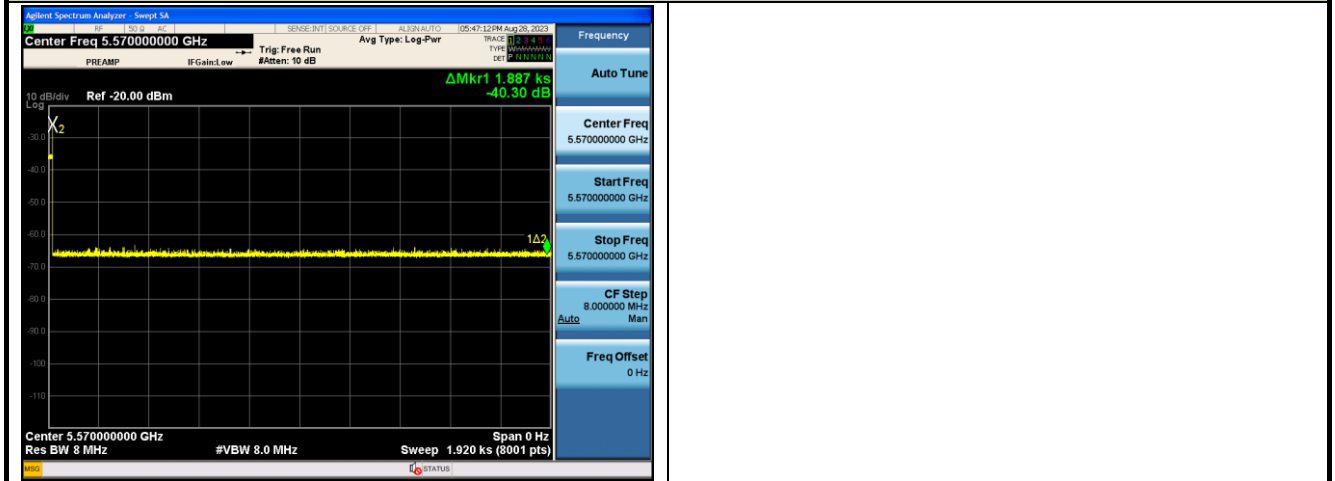 Agilent Spectrum Analyzer - Swept SA
RF 50 Ω AC SENSE:INT SOURCE OFF ALIGN AUTO 05:47:12 PM Aug 28, 2023
Center Freq 5.570000000 GHz
PREAMP IFGain:Low
Trig: Free Run
#Atten: 10 dB
Avg Type: Log-Pwr
TRACE 1 2 3 4 5 6
TYPE
DET P N N N N N
ΔMkr1 1.887 ks
-40.30 dB
10 dB/div Ref -20.00 dBm
Log
2
-30.0
-40.0
-50.0
-60.0
1Δ2
-70.0
-80.0
-90.0
-100
-110
Center 5.570000000 GHz Span 0 Hz
Res BW 8 MHz #VBW 8.0 MHz Sweep 1.920 ks (8001 pts)
MSG STATUS
Frequency
Auto Tune
Center Freq
5.570000000 GHz
Start Freq
5.570000000 GHz
Stop Freq
5.570000000 GHz
CF Step
8.000000 MHz
Auto Man
Freq Offset
0 Hz